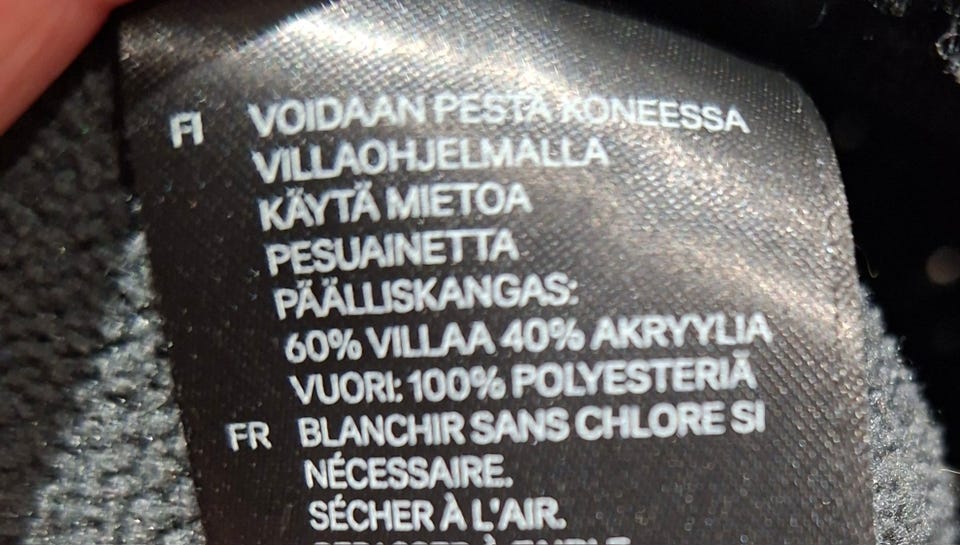 FI VOIDAAN PESTÄ KONEESSA
VILLAOHJELMALLA
KÄYTÄ MIETOA
PESUAINETTA
PÄÄLLISKANGAS:
60% VILLAA 40% AKRYYLIA
VUORI: 100% POLYESTERIÄ
FR BLANCHIR SANS CHLORE SI
NÉCESSAIRE.
SÉCHER À L'AIR.